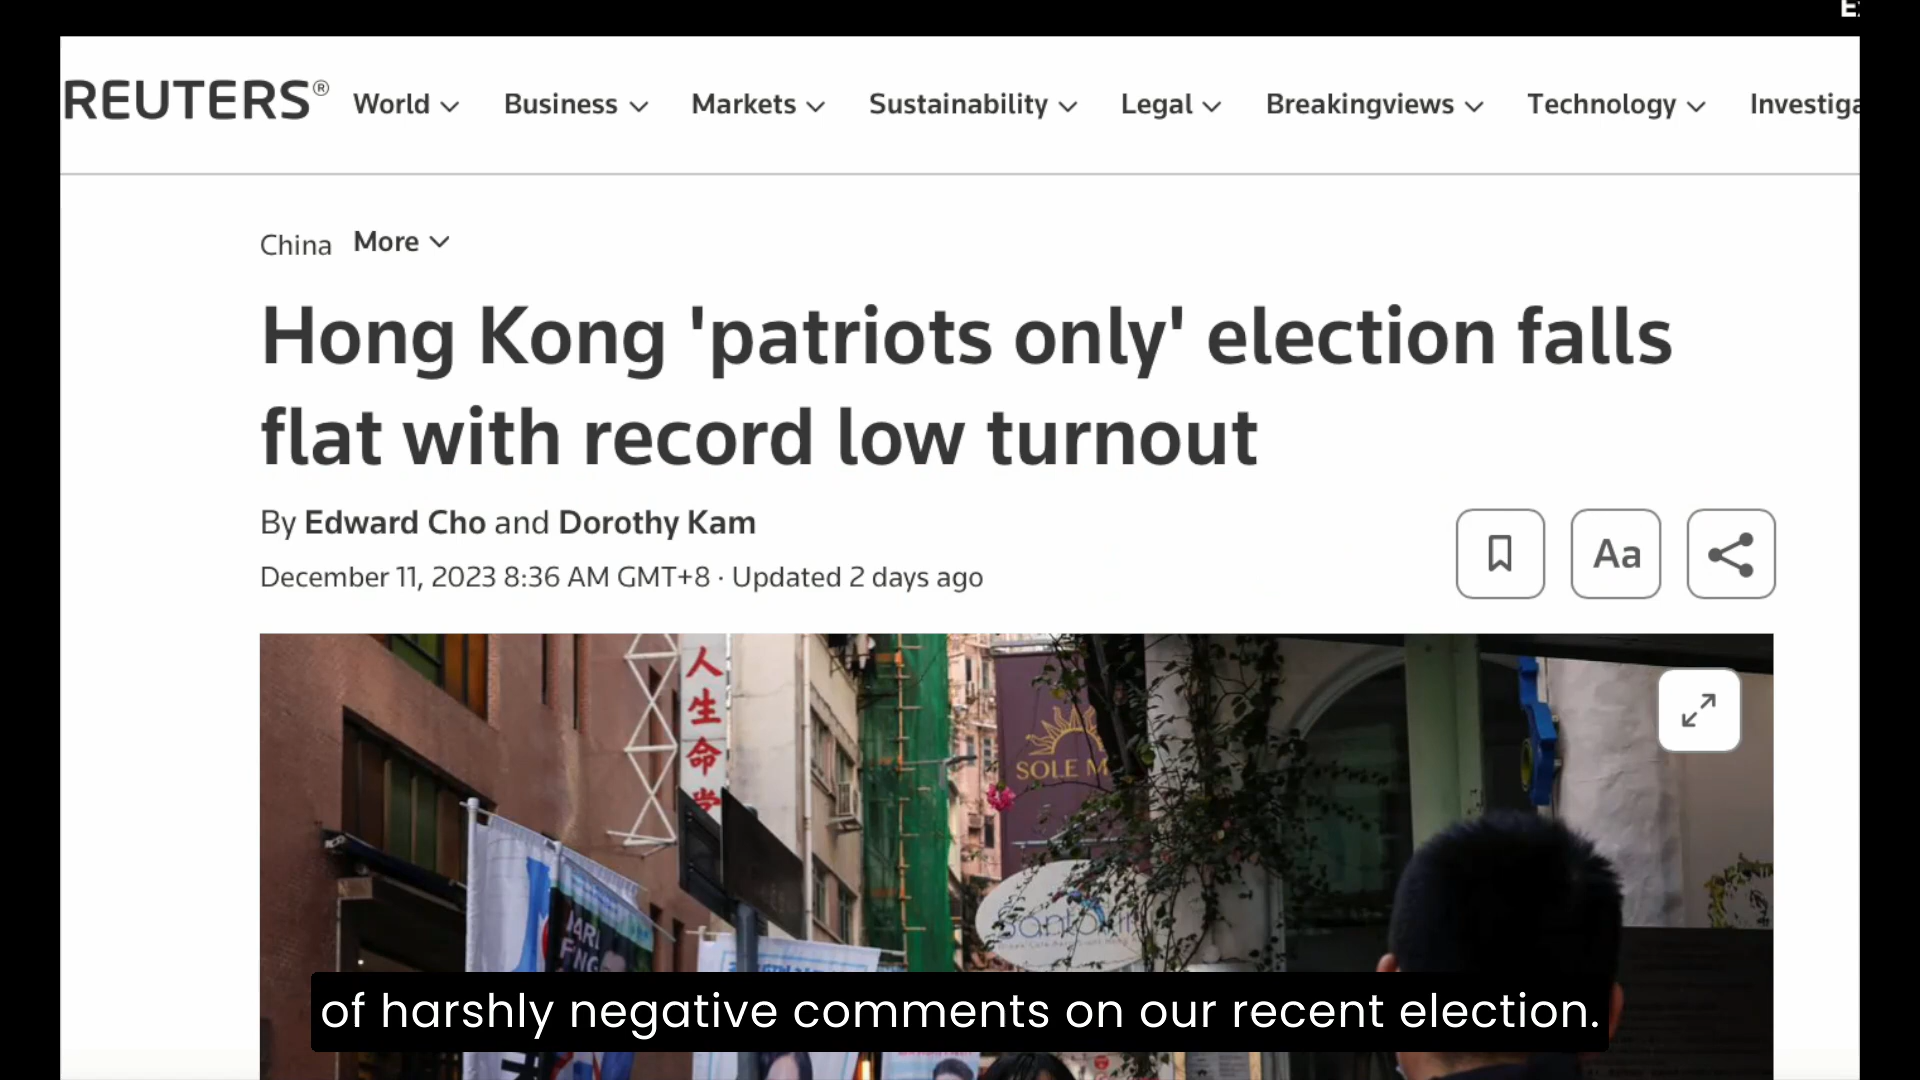 REUTERS®
World
Business
Markets
Sustainability
Legal
Breakingviews
Technology
China
More
Hong Kong 'patriots only' election falls
flat with record low turnout
By Edward Cho and Dorothy Kam
December 11, 2023 8:36 AM GMT+8 · Updated 2 days ago
Aa
人生命堂
SOLE M
of harshly negative comments on our recent election.